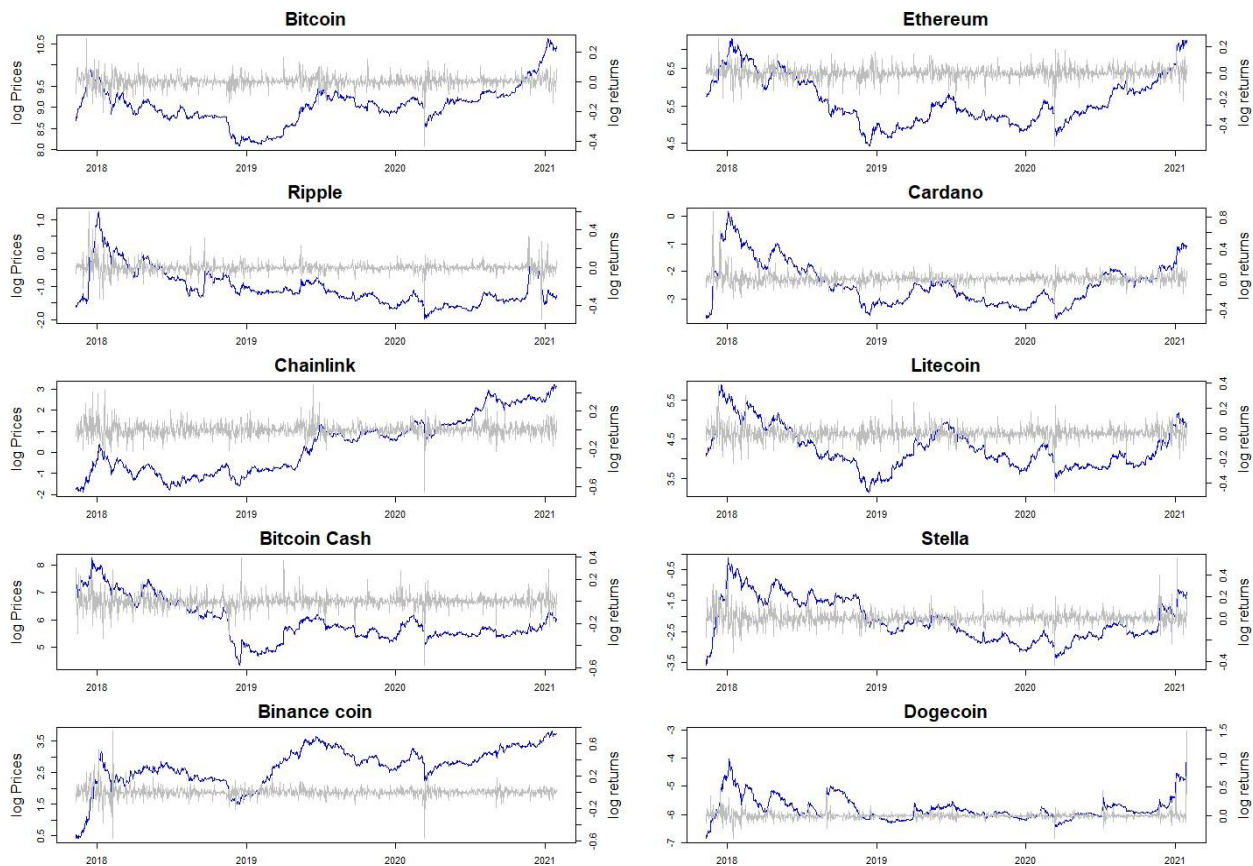 Bitcoin
log Prices
8.0 8.5 9.0 9.5 10.5
-0.4 -0.2 0.0 0.2
log returns
2018 2019 2020 2021
Ethereum
4.5 5.5 6.5
-0.4 -0.2 0.0 0.2
log returns
2018 2019 2020 2021
Ripple
log Prices
-2.0 -1.0 0.0 1.0
-0.4 0.0 0.4
log returns
2018 2019 2020 2021
Cardano
-3 -2 -1 0
-0.4 0.0 0.4 0.8
log returns
2018 2019 2020 2021
Chainlink
log Prices
-2 -1 0 1 2 3
-0.6 -0.2 0.2
log returns
2018 2019 2020 2021
Litecoin
3.5 4.5 5.5
-0.4 -0.2 0.0 0.2 0.4
log returns
2018 2019 2020 2021
Bitcoin Cash
log Prices
5 6 7 8
-0.6 -0.2 0.2 0.4
log returns
2018 2019 2020 2021
Stella
-3.5 -2.5 -1.5 -0.5
-0.4 0.0 0.2 0.4
log returns
2018 2019 2020 2021
Binance coin
log Prices
0.5 1.5 2.5 3.5
-0.6 -0.2 0.2 0.6
log returns
2018 2019 2020 2021
Dogecoin
-7 -6 -5 -4 -3
0.0 0.5 1.0 1.5
log returns
2018 2019 2020 2021